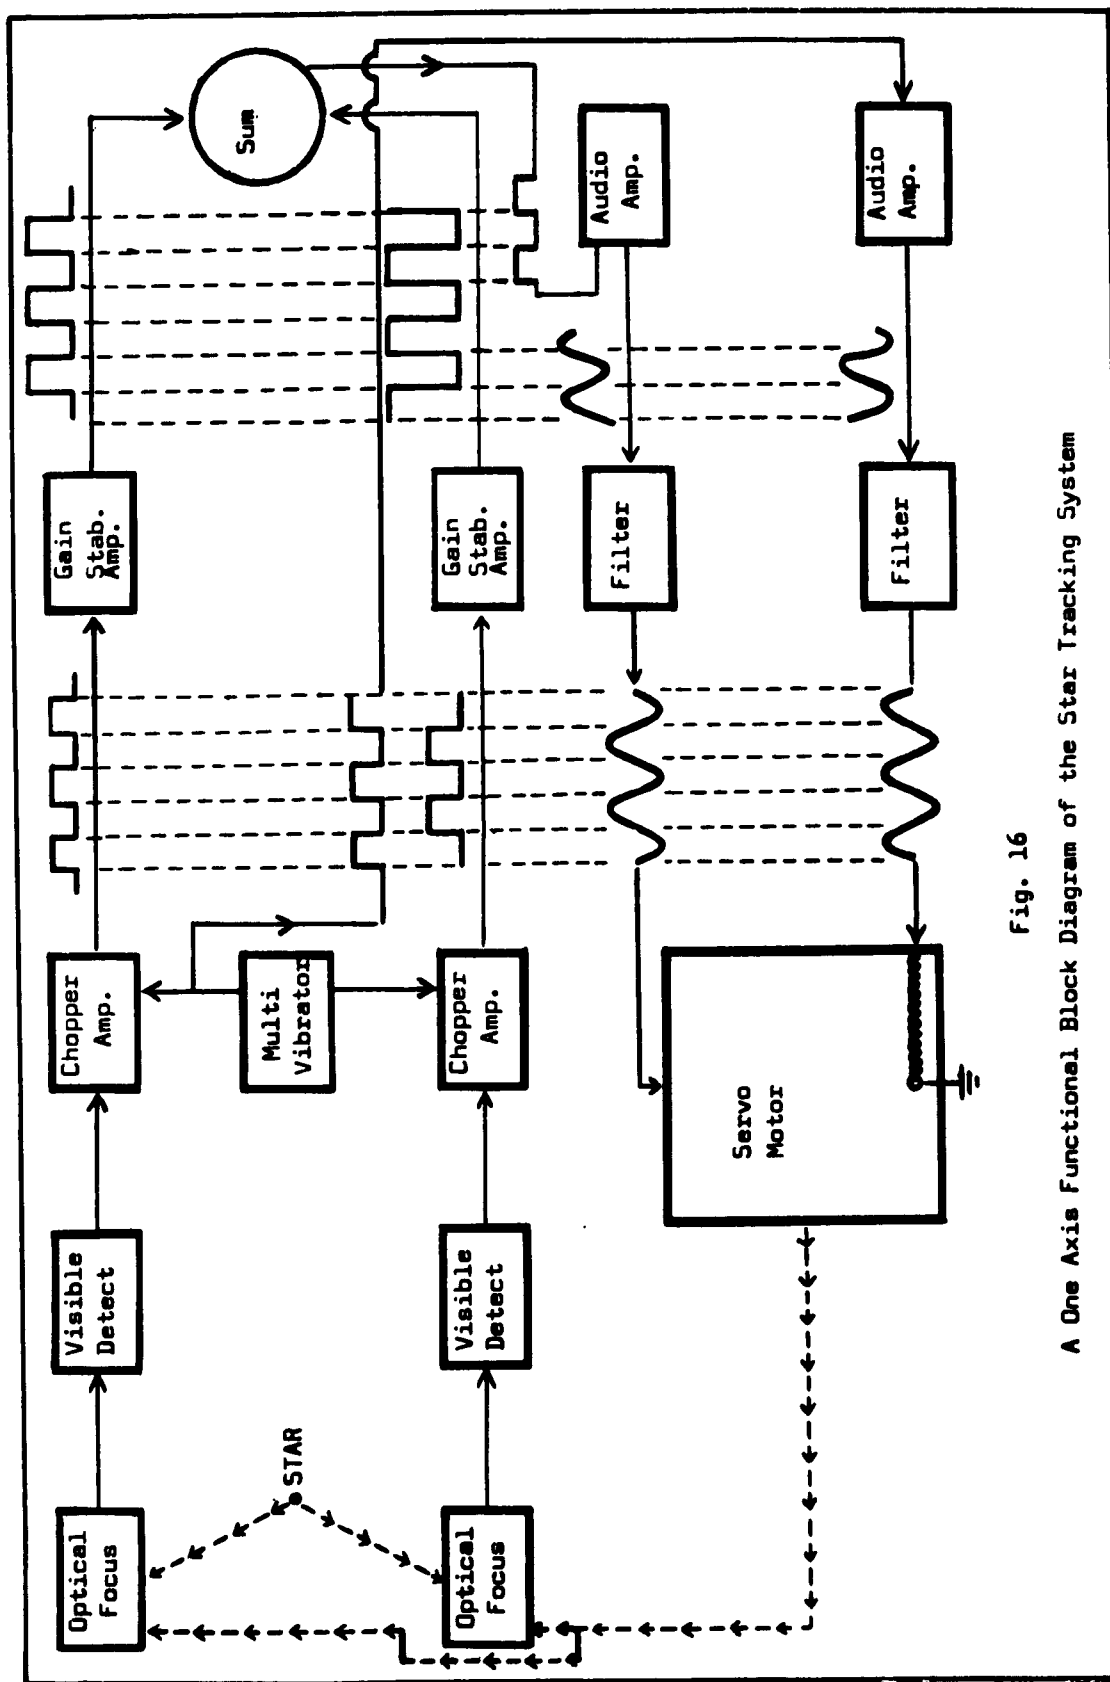 Optical
Focus
Visible
Detect
Chopper
Amp.
Gain
Stab.
Amp.
STAR
Multi
Vibrator
Sum
Optical
Focus
Visible
Detect
Chopper
Amp.
Gain
Stab.
Amp.
Servo
Motor
Filter
Audio
Amp.
Filter
Audio
Amp.
Fig. 16
A One Axis Functional Block Diagram of the Star Tracking System